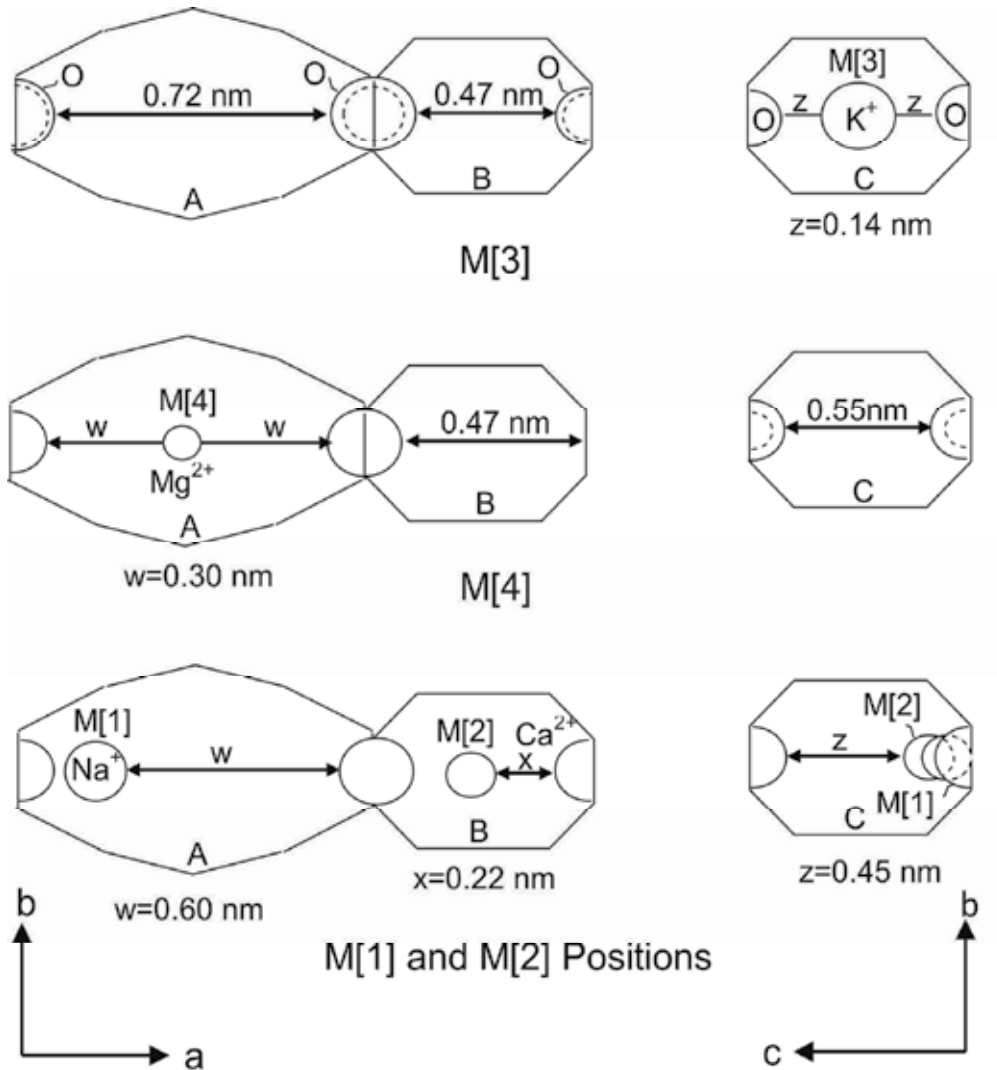 O O O M[3]
0.72 nm 0.47 nm O z K⁺ z O
A B C
z=0.14 nm
M[3]
M[4]
w w 0.47 nm 0.55nm
Mg²⁺
A B C
w=0.30 nm
M[4]
M[1] M[2] Ca²⁺ M[2]
Na⁺ w x z
M[1]
A B C
w=0.60 nm x=0.22 nm z=0.45 nm
b b
M[1] and M[2] Positions
a c